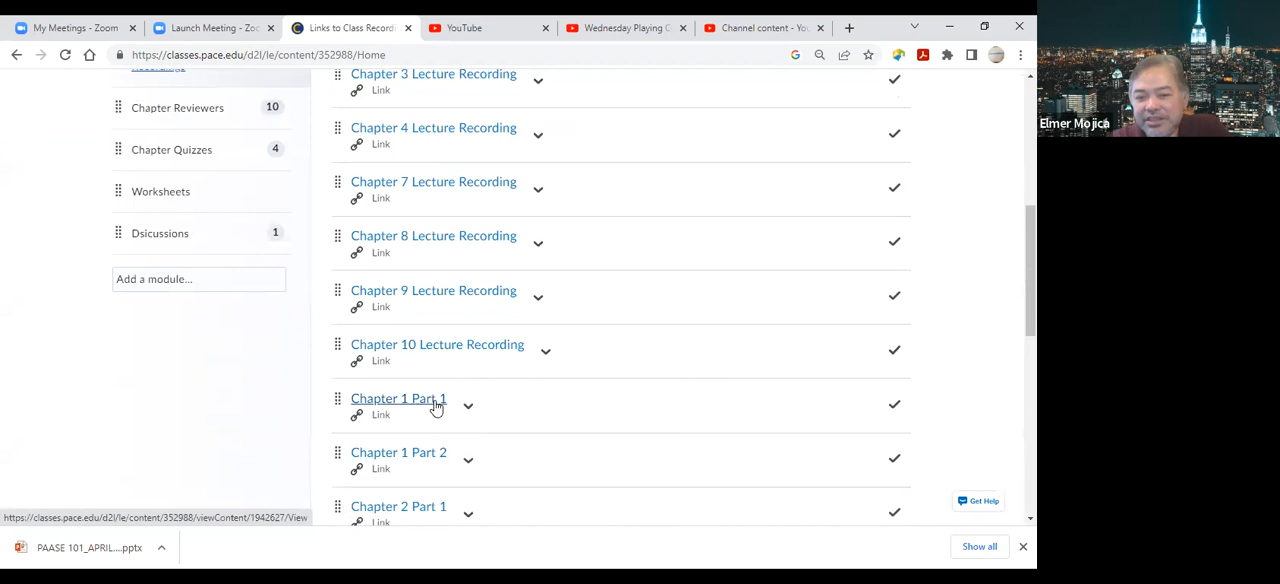 My Meetings - Zoom
Launch Meeting - Zo
Links to Class Recordi
YouTube
Wednesday Playing G
Channel content - You
https://classes.pace.edu/d2l/le/content/352988/Home
Recordings
Chapter Reviewers 10
Chapter Quizzes 4
Worksheets
Dsicussions 1
Add a module...
Chapter 3 Lecture Recording
Link
Chapter 4 Lecture Recording
Link
Chapter 7 Lecture Recording
Link
Chapter 8 Lecture Recording
Link
Chapter 9 Lecture Recording
Link
Chapter 10 Lecture Recording
Link
Chapter 1 Part 1
Link
Chapter 1 Part 2
Link
Chapter 2 Part 1
Link
Get Help
https://classes.pace.edu/d2l/le/content/352988/viewContent/1942627/View
PAASE 101_APRIL....pptx
Show all
Elmer Mojica